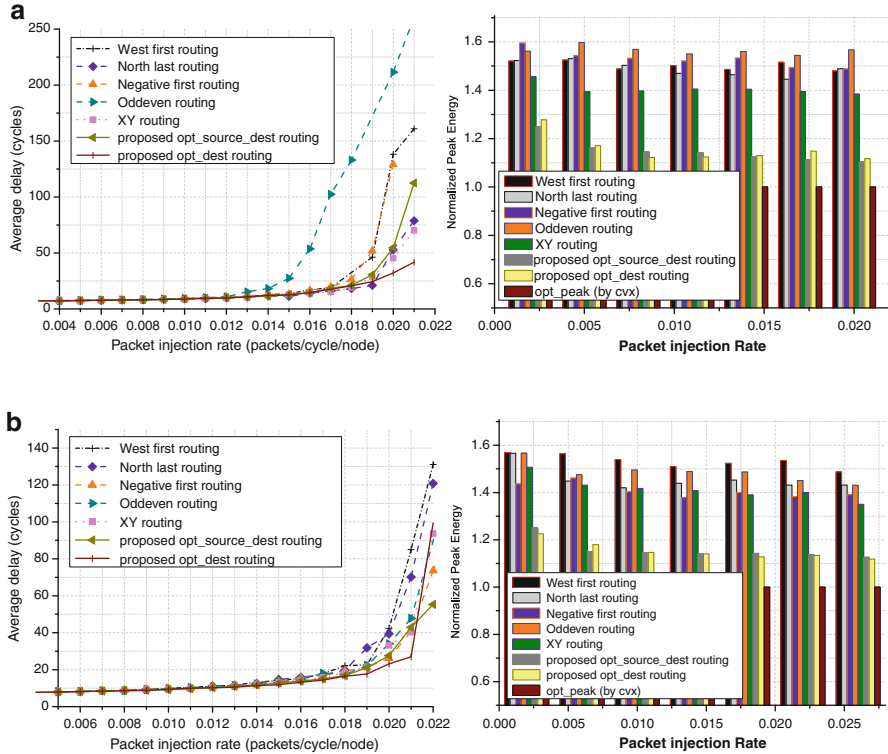 a
250
200
150
100
50
0
Average delay (cycles)
West first routing
North last routing
Negative first routing
Oddeven routing
XY routing
proposed opt_source_dest routing
proposed opt_dest routing
0.004 0.006 0.008 0.010 0.012 0.014 0.016 0.018 0.020 0.022
Packet injection rate (packets/cycle/node)
1.6
1.4
1.2
1.0
0.8
0.6
Normalized Peak Energy
West first routing
North last routing
Negative first routing
Oddeven routing
XY routing
proposed opt_source_dest routing
proposed opt_dest routing
opt_peak (by cvx)
0.000 0.005 0.010 0.015 0.020
Packet injection Rate
b
140
120
100
80
60
40
20
0
Average delay (cycles)
West first routing
North last routing
Negative first routing
Oddeven routing
XY routing
proposed opt_source_dest routing
proposed opt_dest routing
0.006 0.008 0.010 0.012 0.014 0.016 0.018 0.020 0.022
Packet injection rate (packets/cycle/node)
1.6
1.4
1.2
1.0
0.8
0.6
Normalized Peak Energy
West first routing
North last routing
Negative first routing
Oddeven routing
XY routing
proposed opt_source_dest routing
proposed opt_dest routing
opt_peak (by cvx)
0.000 0.005 0.010 0.015 0.020 0.025
Packet injection Rate